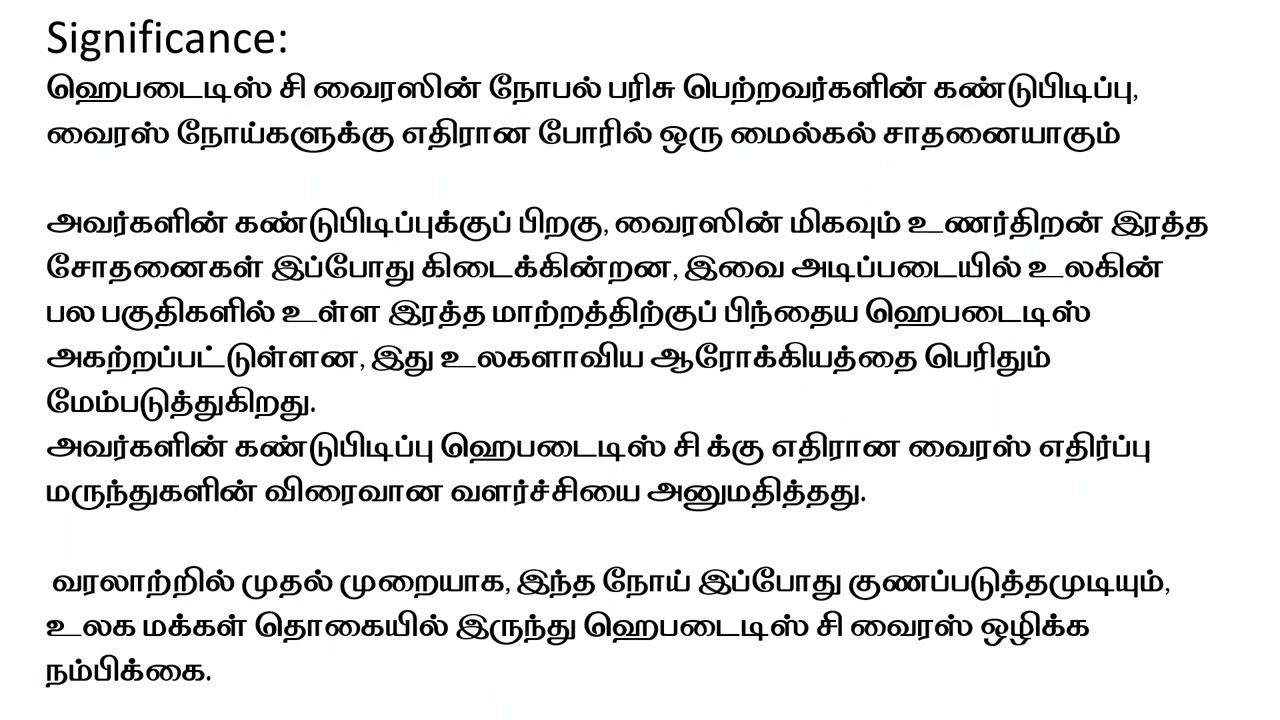 Significance:
ஹெபடைடிஸ் சி வைரஸின் நோபல் பரிசு பெற்றவர்களின் கண்டுபிடிப்பு,
வைரஸ் நோய்களுக்கு எதிரான போரில் ஒரு மைல்கல் சாதனையாகும்
அவர்களின் கண்டுபிடிப்புக்குப் பிறகு, வைரஸின் மிகவும் உணர்திறன் இரத்த
சோதனைகள் இப்போது கிடைக்கின்றன, இவை அடிப்படையில் உலகின்
பல பகுதிகளில் உள்ள இரத்த மாற்றத்திற்குப் பிந்தைய ஹெபடைடிஸ்
அகற்றப்பட்டுள்ளன, இது உலகளாவிய ஆரோக்கியத்தை பெரிதும்
மேம்படுத்துகிறது.
அவர்களின் கண்டுபிடிப்பு ஹெபடைடிஸ் சி க்கு எதிரான வைரஸ் எதிர்ப்பு
மருந்துகளின் விரைவான வளர்ச்சியை அனுமதித்தது.
வரலாற்றில் முதல் முறையாக, இந்த நோய் இப்போது குணப்படுத்தமுடியும்,
உலக மக்கள் தொகையில் இருந்து ஹெபடைடிஸ் சி வைரஸ் ஒழிக்க
நம்பிக்கை.